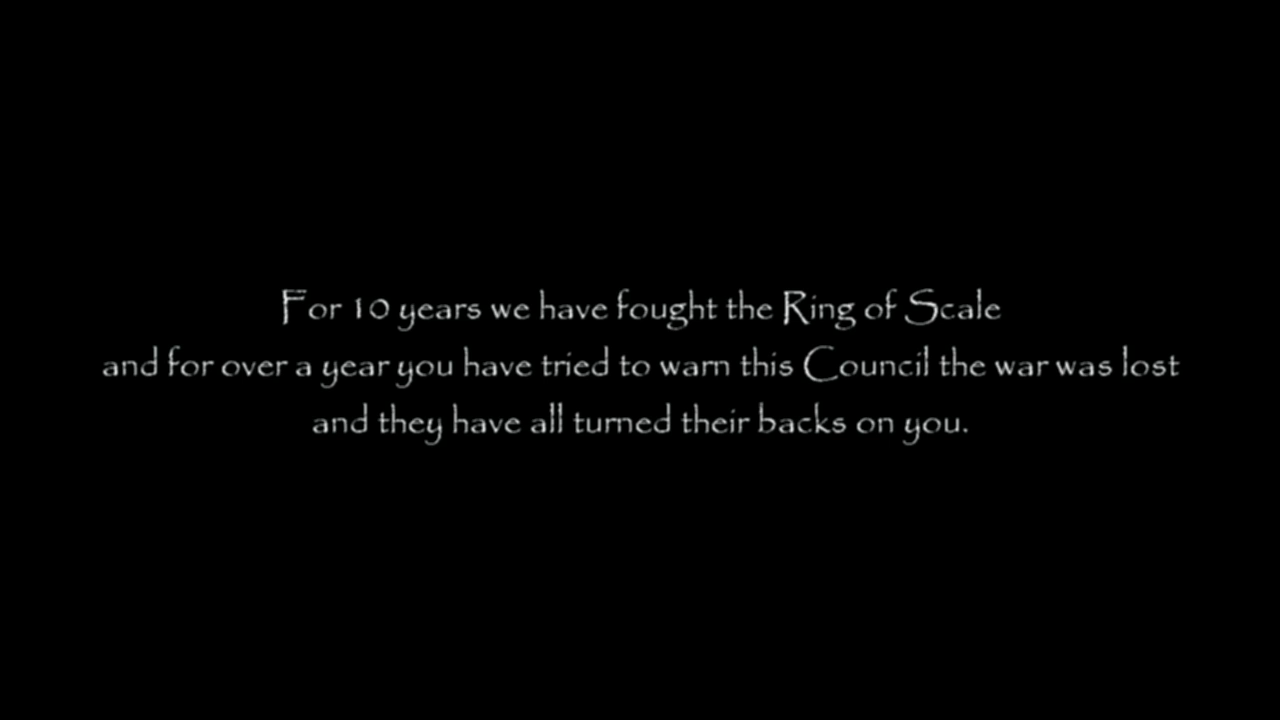 For 10 years we have fought the Ring of Scale
and for over a year you have tried to warn this Council the war was lost
and they have all turned their backs on you.